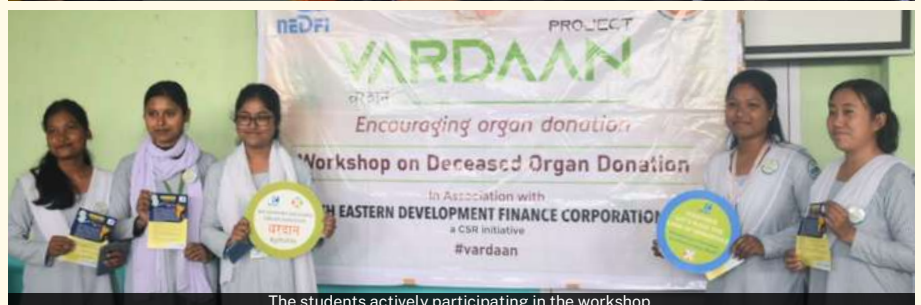 NEDFi
PROJECT
VARDAAN
वरदान
Encouraging organ donation
Workshop on Deceased Organ Donation
In Association with
TH EASTERN DEVELOPMENT FINANCE CORPORATION
a CSR initiative
#vardaan
वरदान
The students actively participating in the workshop